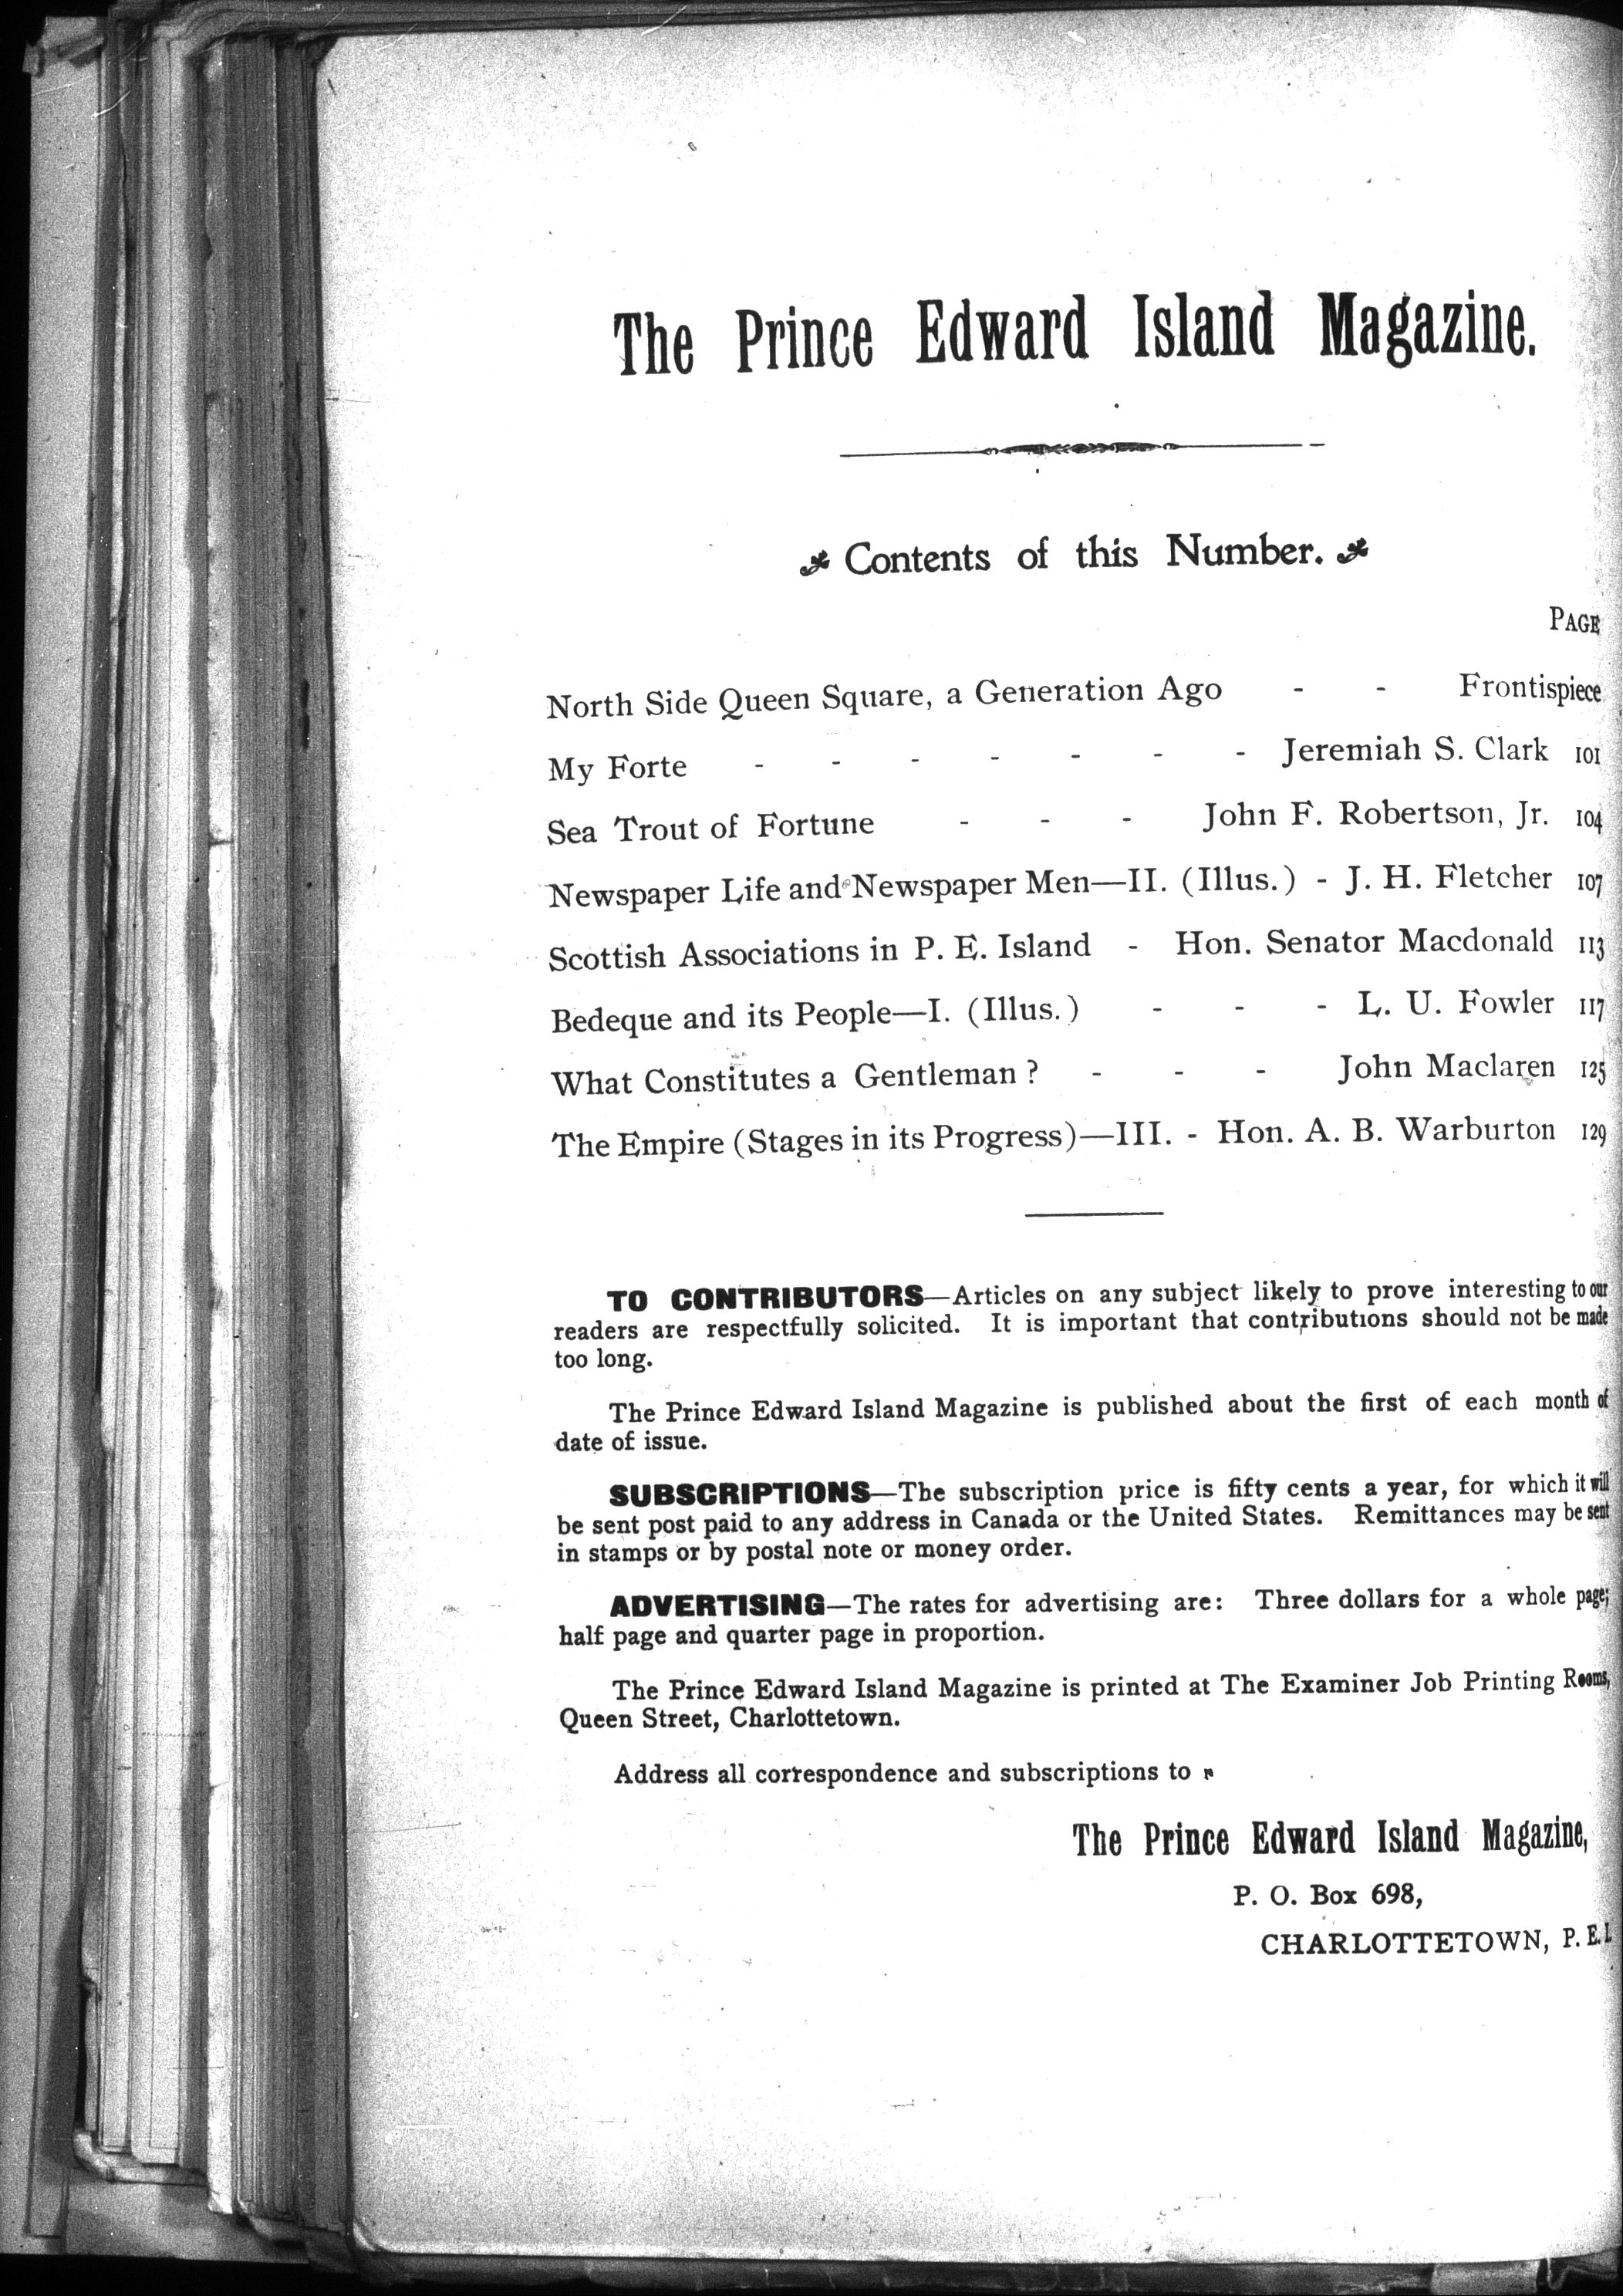 The Prince Edward Island Magazine.
Contents of this Number.
PAGE
North Side Queen Square, a Generation Ago - - Frontispiece
My Forte - - - - - - - Jeremiah S. Clark 101
Sea Trout of Fortune - - - John F. Robertson, Jr. 104
Newspaper Life and Newspaper Men—II. (Illus.) - J. H. Fletcher 107
Scottish Associations in P. E. Island - Hon. Senator Macdonald 113
Bedeque and its People—I. (Illus.) - - - L. U. Fowler 117
What Constitutes a Gentleman ? - - - John Maclaren 125
The Empire (Stages in its Progress)—III. - Hon. A. B. Warburton 129
TO CONTRIBUTORS—Articles on any subject likely to prove interesting to our
readers are respectfully solicited. It is important that contributions should not be made
too long.
The Prince Edward Island Magazine is published about the first of each month of
date of issue.
SUBSCRIPTIONS—The subscription price is fifty cents a year, for which it will
be sent post paid to any address in Canada or the United States. Remittances may be sent
in stamps or by postal note or money order.
ADVERTISING—The rates for advertising are: Three dollars for a whole page;
half page and quarter page in proportion.
The Prince Edward Island Magazine is printed at The Examiner Job Printing Rooms,
Queen Street, Charlottetown.
Address all correspondence and subscriptions to
The Prince Edward Island Magazine,
P. O. Box 698,
CHARLOTTETOWN, P. E. I.